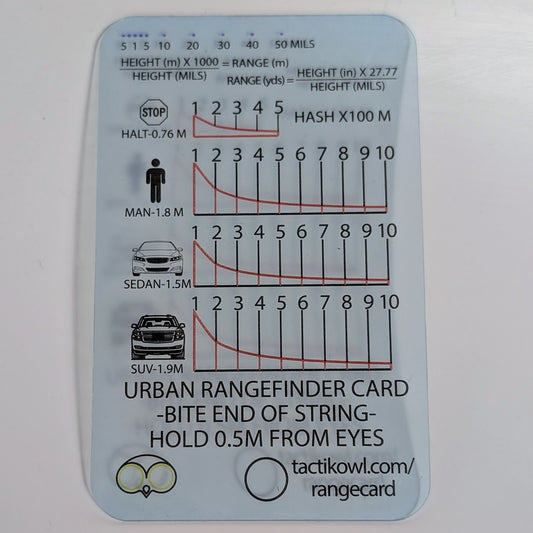 5 1 5 10 20 30 40 50 MILS
HEIGHT (m) X 1000 = RANGE (m)
HEIGHT (MILS)
RANGE (yds) = HEIGHT (in) X 27.77
HEIGHT (MILS)
STOP
HALT-0.76 M
1 2 3 4 5
HASH X100 M
1 2 3 4 5 6 7 8 9 10
MAN-1.8 M
1 2 3 4 5 6 7 8 9 10
SEDAN-1.5M
1 2 3 4 5 6 7 8 9 10
SUV-1.9M
URBAN RANGEFINDER CARD
-BITE END OF STRING-
HOLD 0.5M FROM EYES
tactikowl.com/
rangecard